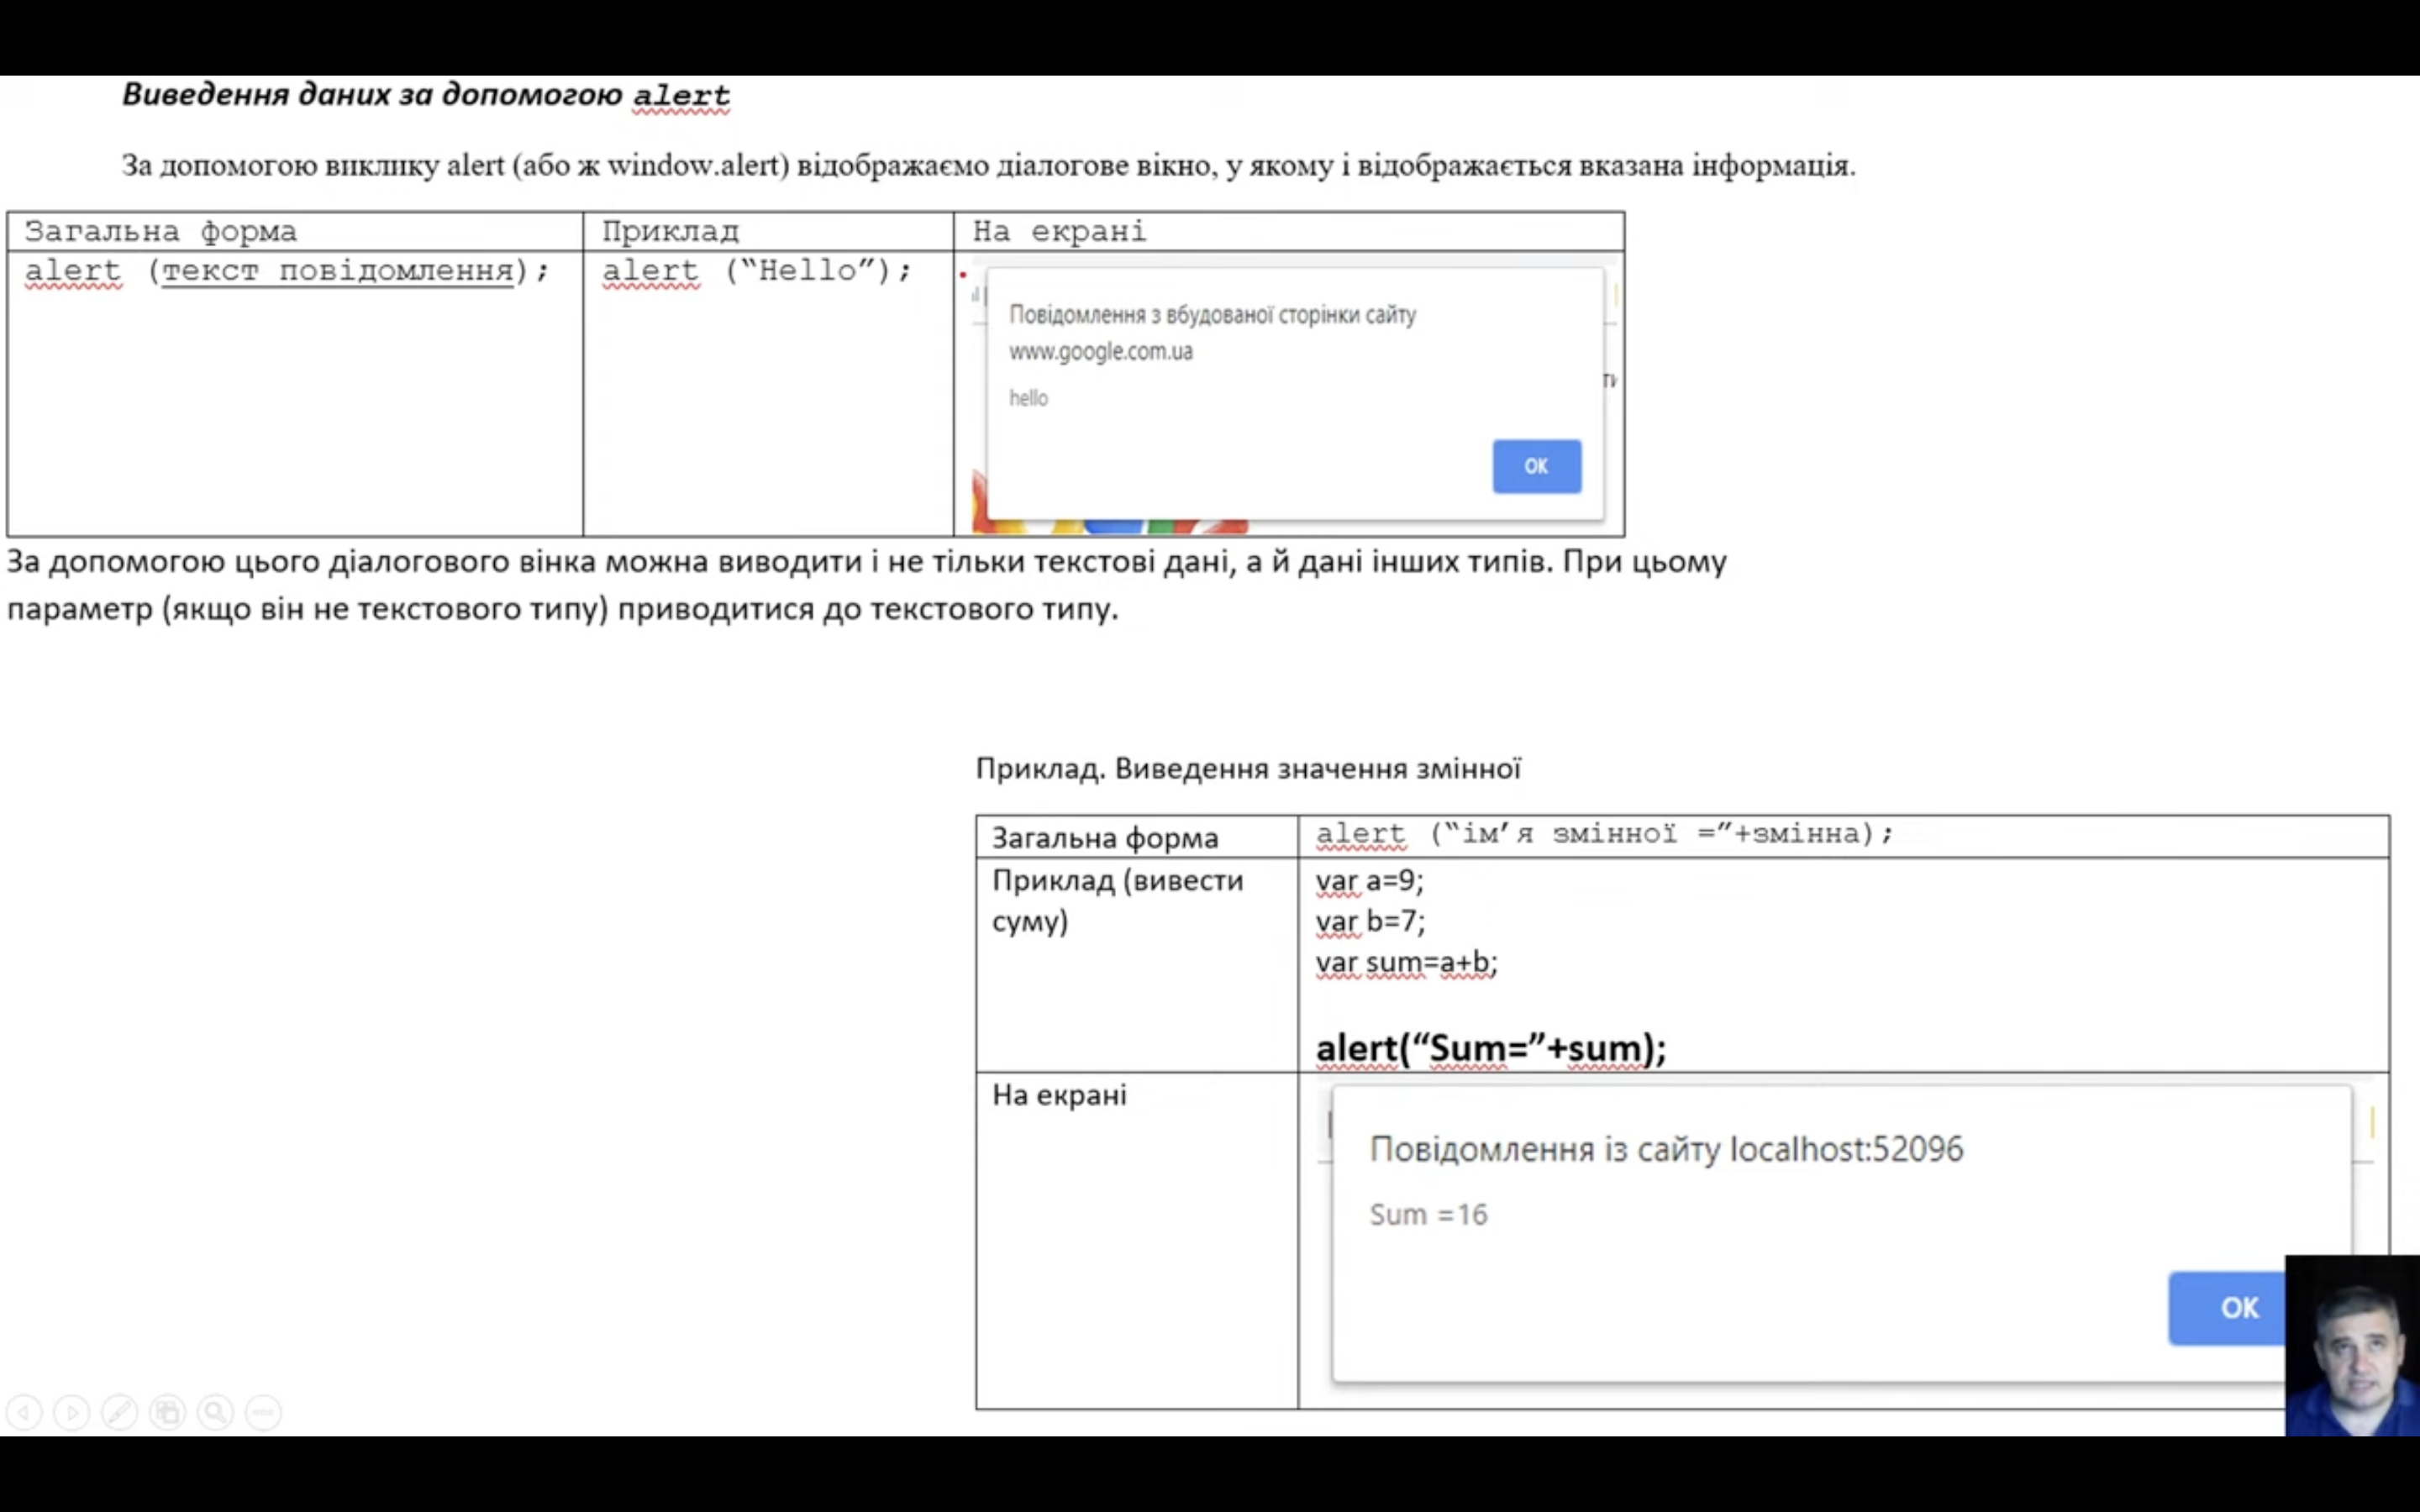 Виведення даних за допомогою alert
За допомогою виклику alert (або ж window.alert) відображаємо діалогове вікно, у якому і відображається вказана інформація.
Загальна форма
Приклад
На екрані
alert (текст повідомлення);
alert (“Hello”);
Повідомлення з вбудованої сторінки сайту
www.google.com.ua
hello
OK
За допомогою цього діалогового вінка можна виводити і не тільки текстові дані, а й дані інших типів. При цьому
параметр (якщо він не текстового типу) приводитися до текстового типу.
Приклад. Виведення значення змінної
Загальна форма
alert (“ім’я змінної =”+змінна);
Приклад (вивести
суму)
var a=9;
var b=7;
var sum=a+b;
alert(“Sum=”+sum);
На екрані
Повідомлення із сайту localhost:52096
Sum =16
OK